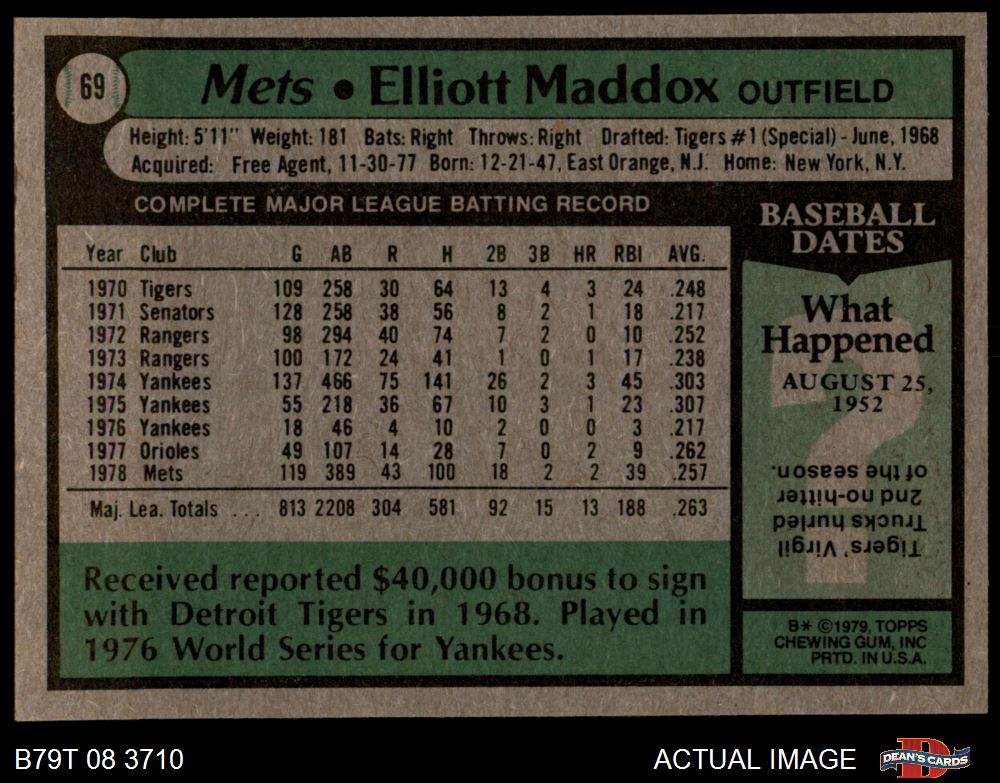 69
Mets • Elliott Maddox OUTFIELD
Height: 5'11" Weight: 181 Bats: Right Throws: Right Drafted: Tigers #1 (Special) - June, 1968
Acquired: Free Agent, 11-30-77 Born: 12-21-47, East Orange, N.J. Home: New York, N.Y.
COMPLETE MAJOR LEAGUE BATTING RECORD
Year Club G AB R H 2B 3B HR RBI AVG.
1970 Tigers 109 258 30 64 13 4 3 24 .248
1971 Senators 128 258 38 56 8 2 1 18 .217
1972 Rangers 98 294 40 74 7 2 0 10 .252
1973 Rangers 100 172 24 41 1 0 1 17 .238
1974 Yankees 137 466 75 141 26 2 3 45 .303
1975 Yankees 55 218 36 67 10 3 1 23 .307
1976 Yankees 18 46 4 10 2 0 0 3 .217
1977 Orioles 49 107 14 28 7 0 2 9 .262
1978 Mets 119 389 43 100 18 2 2 39 .257
Maj. Lea. Totals ... 813 2208 304 581 92 15 13 188 .263
Received reported $40,000 bonus to sign
with Detroit Tigers in 1968. Played in
1976 World Series for Yankees.
BASEBALL
DATES
What
Happened
AUGUST 25,
1952
?
Tigers' Virgil
Trucks hurled
2nd no-hitter
of the season.
B* ©1979, TOPPS
CHEWING GUM, INC
PRTD. IN U.S.A.
B79T 08 3710
ACTUAL IMAGE
D
DEAN'S CARDS